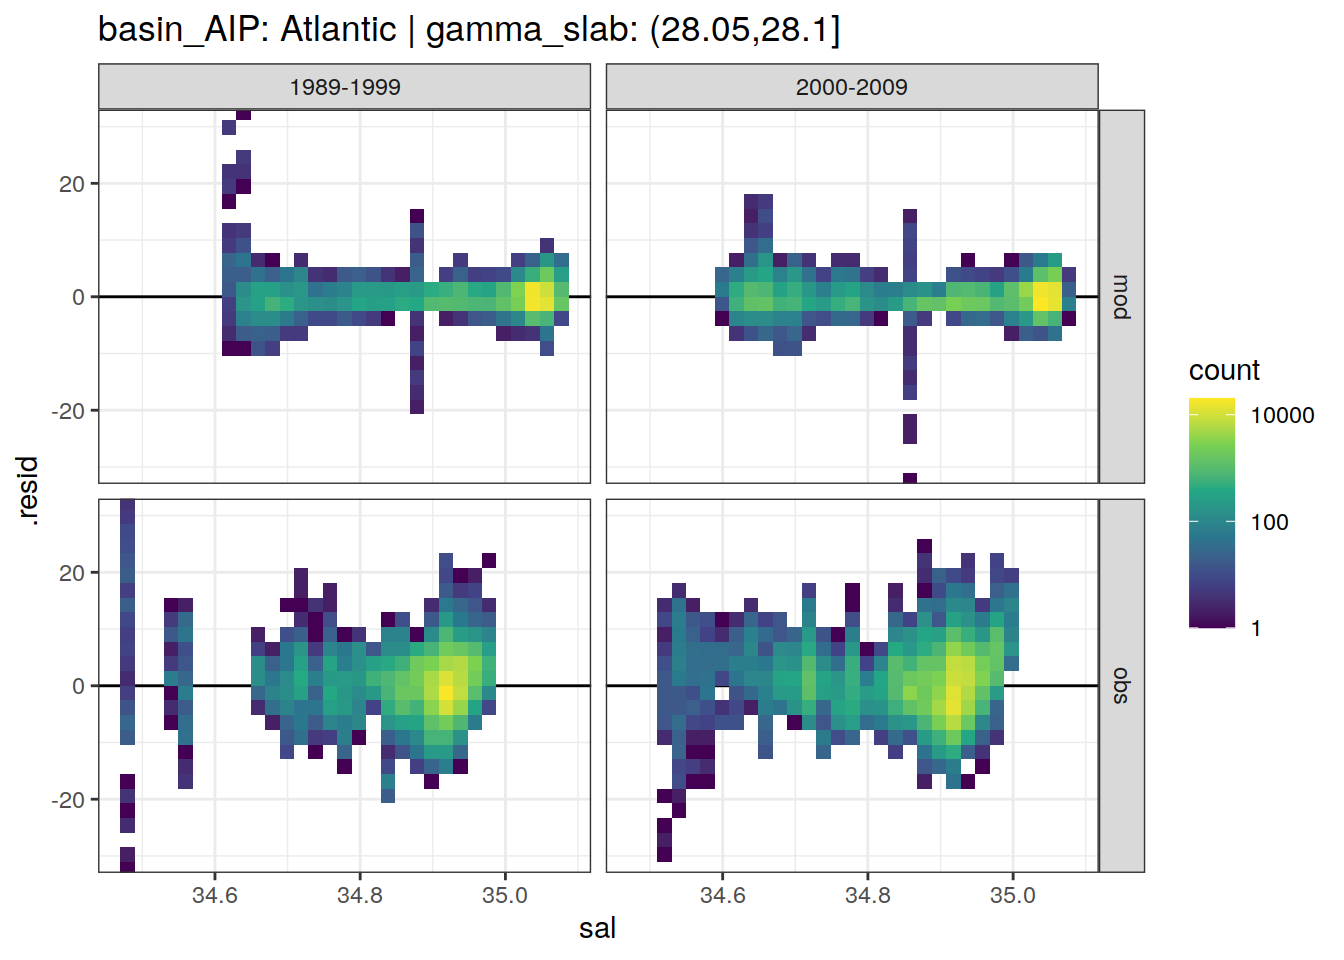 basin_AIP: Atlantic | gamma_slab: (28.05,28.1]
1989-1999
2000-2009
20
0
-20
mod
20
0
-20
obs
.resid
34.6
34.8
35.0
34.6
34.8
35.0
sal
count
10000
100
1